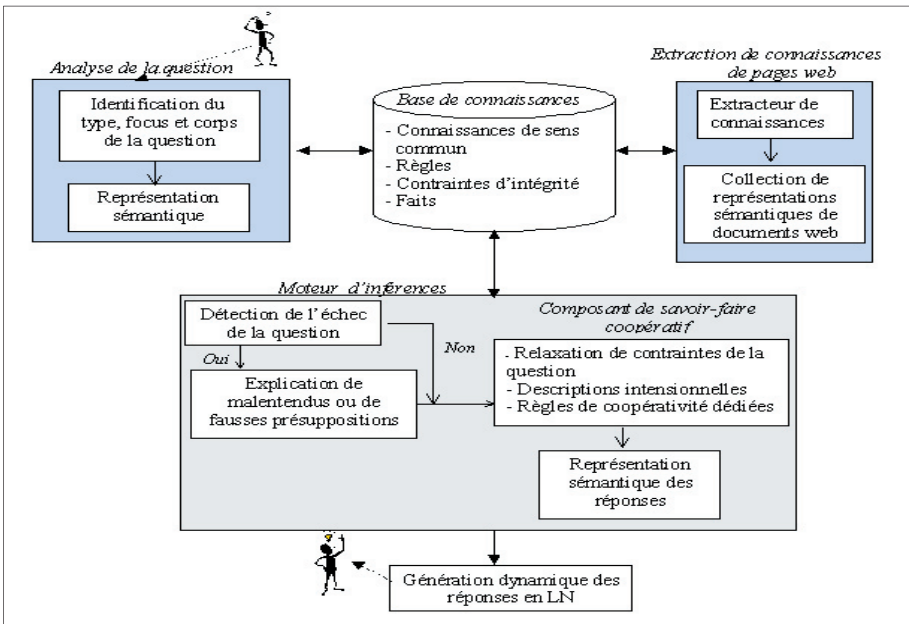 Analyse de la question
Identification du
type, focus et corps
de la question
Représentation
sémantique
Base de connaissances
- Connaissances de sens
commun
- Règles
- Contraintes d'intégrité
- Faits
Extraction de connaissances
de pages web
Extracteur de
connaissances
Collection de
représentations
sémantiques de
documents web
Moteur d'inférences
Détection de l'échec
de la question
Oui
Non
Explication de
malentendus ou de
fausses présuppositions
Composant de savoir-faire
coopératif
- Relaxation de contraintes de la
question
- Descriptions intensionnelles
- Règles de coopérativité dédiées
Représentation
sémantique des
réponses
Génération dynamique des
réponses en LN